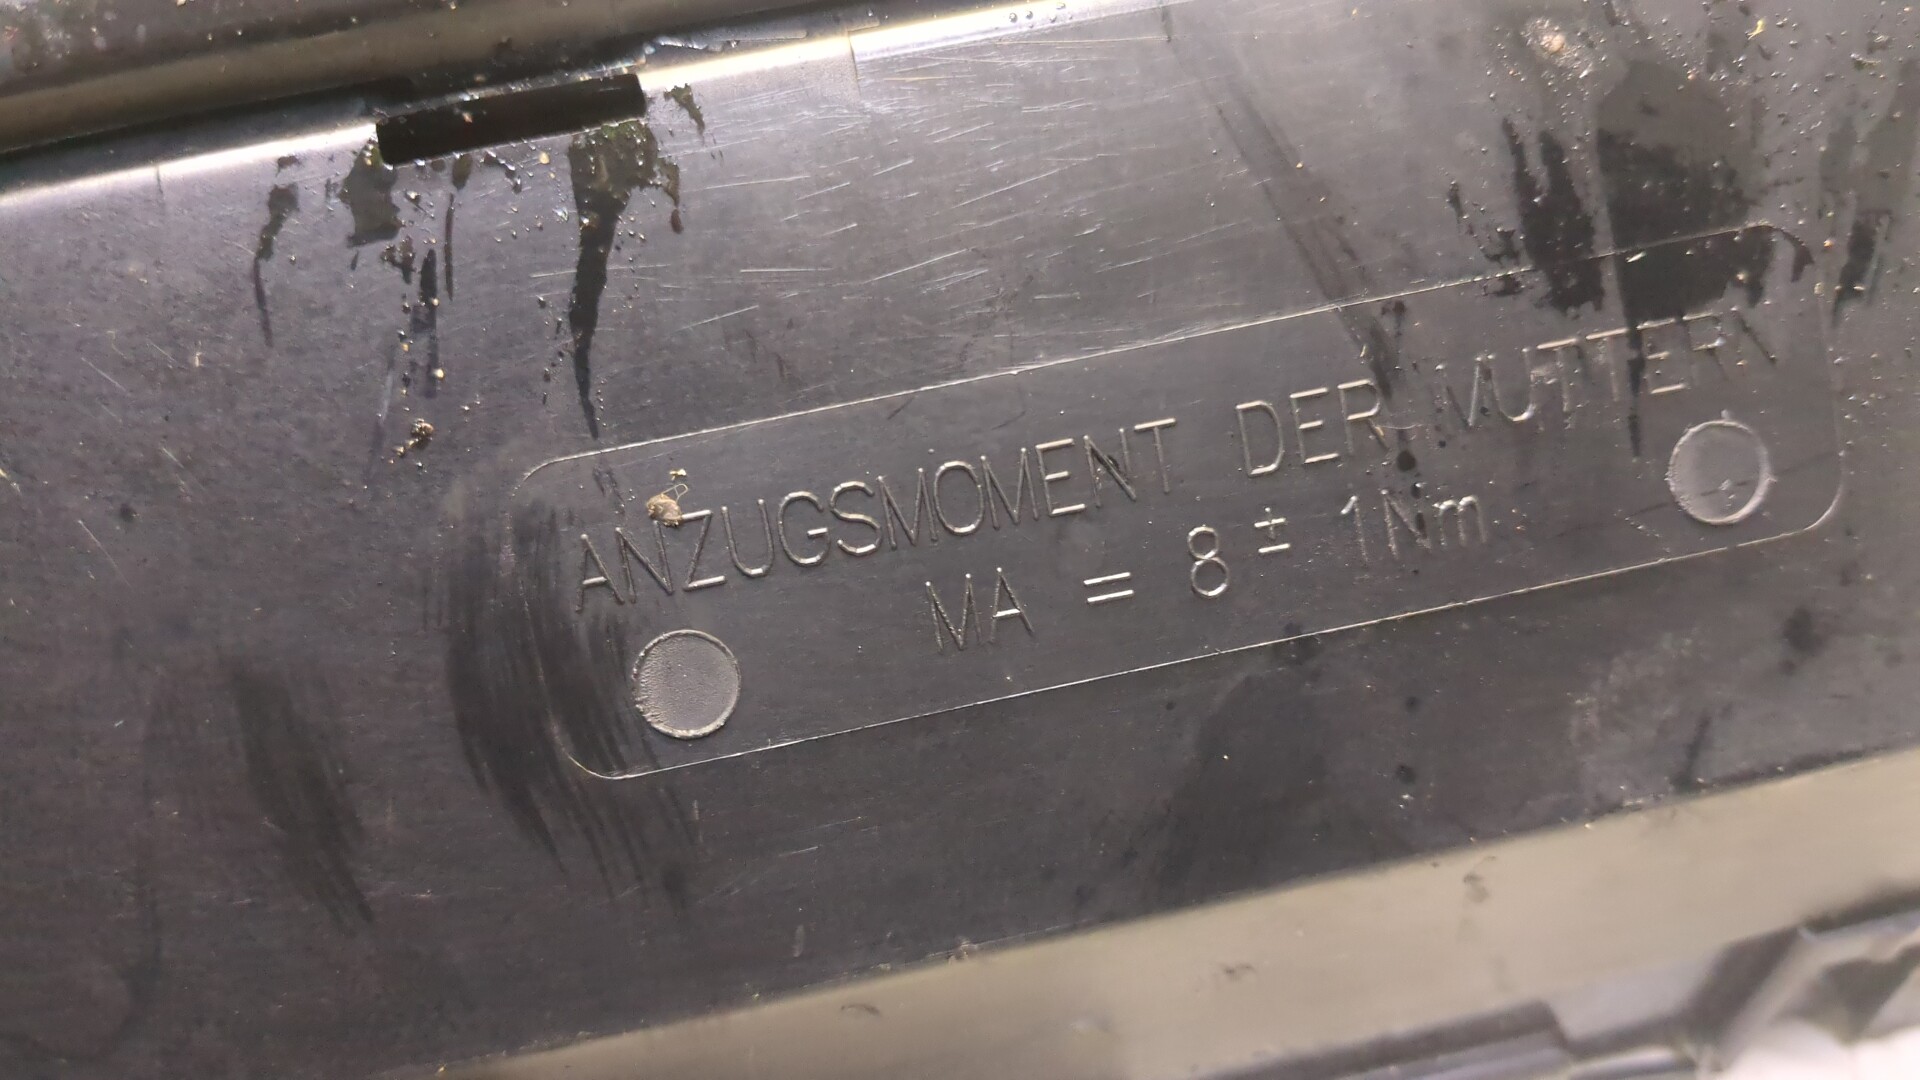 ANZUGSMOMENT DER MUTTERN
MA = 8 ± 1Nm